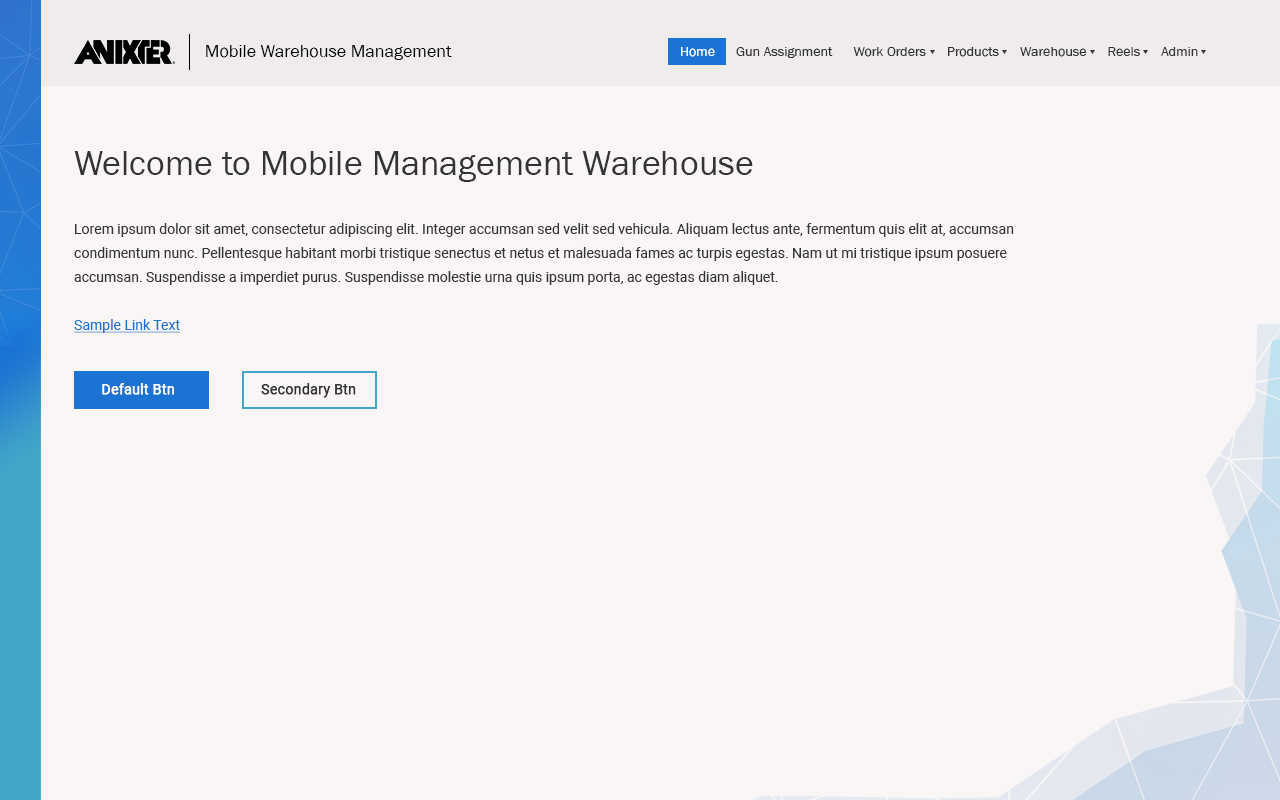 ANIXTER
Mobile Warehouse Management
Home Gun Assignment Work Orders Products Warehouse Reels Admin
Welcome to Mobile Management Warehouse
Lorem ipsum dolor sit amet, consectetur adipiscing elit. Integer accumsan sed velit sed vehicula. Aliquam lectus ante, fermentum quis elit at, accumsan
condimentum nunc. Pellentesque habitant morbi tristique senectus et netus et malesuada fames ac turpis egestas. Nam ut mi tristique ipsum posuere
accumsan. Suspendisse a imperdiet purus. Suspendisse molestie urna quis ipsum porta, ac egestas diam aliquet.
Sample Link Text
Default Btn Secondary Btn